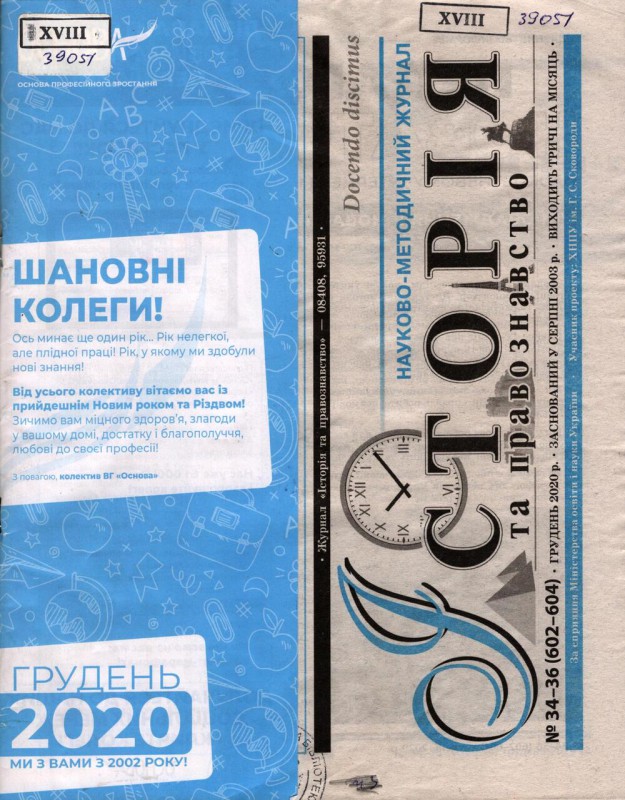 XVIII
39051
ОСНОВА ПРОФЕСІЙНОГО ЗРОСТАННЯ
ШАНОВНІ
КОЛЕГИ!
Ось минає ще один рік... Рік нелегкої,
але плідної праці! Рік, у якому ми здобули
нові знання!
Від усього колективу вітаємо вас із
прийдешнім Новим роком та Різдвом!
Зичимо вам міцного здоров'я, злагоди
у вашому домі, достатку і благополуччя,
любові до своєї професії!
З повагою, колектив ВГ «Основа»
ГРУДЕНЬ
2020
МИ З ВАМИ З 2002 РОКУ!
XVIII
39051
• Журнал «Історія та правознавство» — 08408, 95931 •
Docendo discimus
НАУКОВО-МЕТОДИЧНИЙ ЖУРНАЛ
ІСТОРІЯ
та правознавство
№ 34–36 (602–604) • ГРУДЕНЬ 2020 р. • ЗАСНОВАНИЙ У СЕРПНІ 2003 р. • ВИХОДИТЬ ТРИЧІ НА МІСЯЦЬ •
За сприяння Міністерства освіти і науки України • Учасник проекту: ХНПУ ім. Г. С. Сковороди